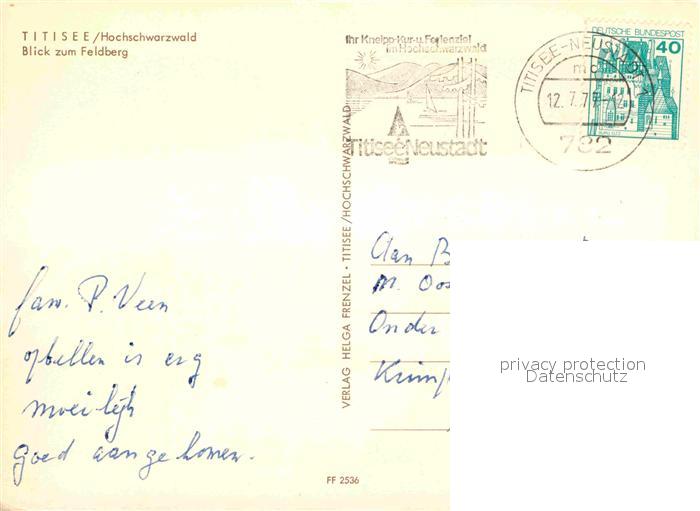 TITISEE/Hochschwarzwald
Blick zum Feldberg
Ihr Kneipp-Kur-u. Ferienziel
im Hochschwarzwald
Titisee-Neustadt
TITISEE-NEUSTADT 1
12.7.7
782
DEUTSCHE BUNDESPOST
40
VERLAG HELGA FRENZEL · TITISEE/HOCHSCHWARZWALD
Aan B
M. Oos
Onder
Krimp
fam. P. Veen
opbellen is erg
moeilijk
goed aangekomen.
privacy protection
Datenschutz
FF 2536